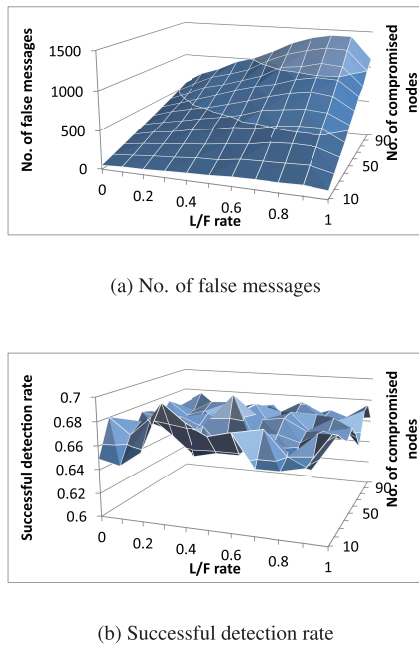 1500
1000
500
0
No. of false messages
0
0.2
0.4
0.6
0.8
1
L/F rate
10
50
90
No. of compromised
nodes
(a) No. of false messages
0.7
0.68
0.66
0.64
0.62
0.6
Successful detection rate
0
0.2
0.4
0.6
0.8
1
L/F rate
10
50
90
No. of compromised
nodes
(b) Successful detection rate